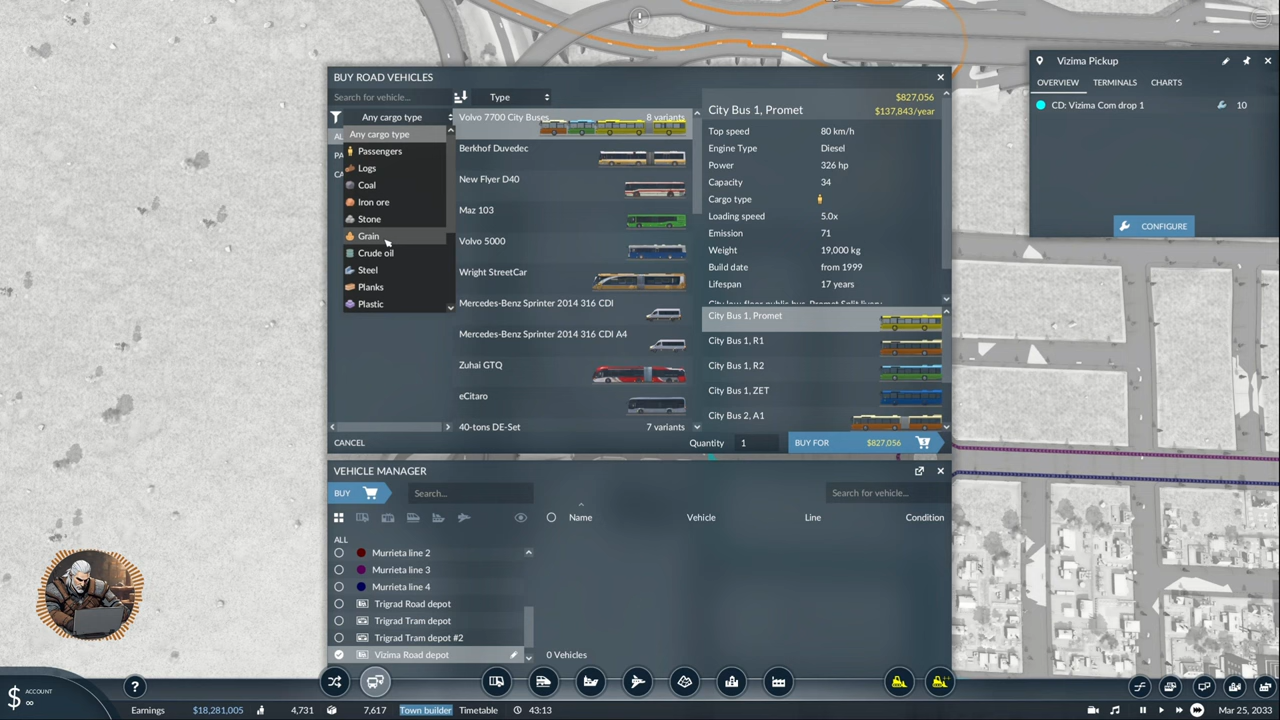 BUY ROAD VEHICLES
Search for vehicle...
Type
Any cargo type
Any cargo type
Passengers
Logs
Coal
Iron ore
Stone
Grain
Crude oil
Steel
Planks
Plastic
Volvo 7700 City Buses 8 variants
Berkhof Duvedec
New Flyer D40
Maz 103
Volvo 5000
Wright StreetCar
Mercedes-Benz Sprinter 2014 316 CDI
Mercedes-Benz Sprinter 2014 316 CDI A4
Zuhai GTQ
eCitaro
40-tons DE-Set 7 variants
$827,056
City Bus 1, Promet $137,843/year
Top speed 80 km/h
Engine Type Diesel
Power 326 hp
Capacity 34
Cargo type
Loading speed 5.0x
Emission 71
Weight 19,000 kg
Build date from 1999
Lifespan 17 years
City low-floor public bus, Promet Split livery
City Bus 1, Promet
City Bus 1, R1
City Bus 1, R2
City Bus 1, ZET
City Bus 2, A1
CANCEL
Quantity 1 BUY FOR $827,056
Vizima Pickup
OVERVIEW TERMINALS CHARTS
CD: Vizima Com drop 1 10
CONFIGURE
VEHICLE MANAGER
BUY Search... Search for vehicle...
Name Vehicle Line Condition
ALL
Murrieta line 2
Murrieta line 3
Murrieta line 4
Trigrad Road depot
Trigrad Tram depot
Trigrad Tram depot #2
Vizima Road depot
0 Vehicles
$ ACCOUNT ?
Earnings $18,281,005 4,731 7,617 Town builder Timetable 43:13 Mar 25, 2033